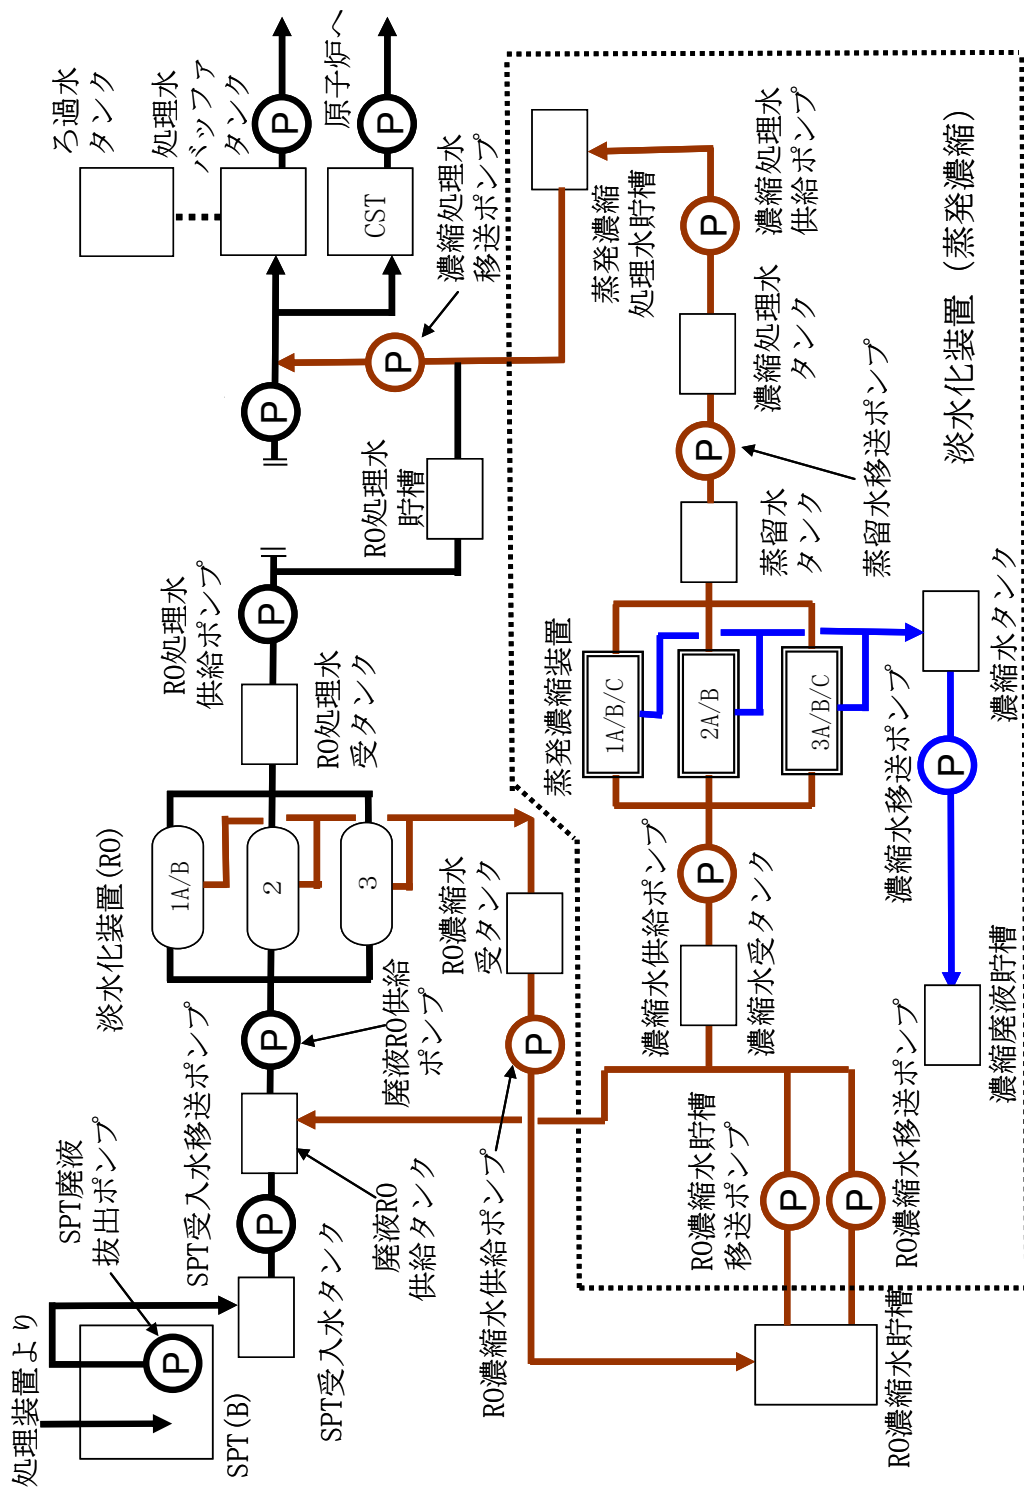 処理装置より
SPT(B)
SPT廃液
抜出ポンプ
P
SPT受入水タンク
SPT受入水移送ポンプ
P
廃液RO
供給タンク
廃液RO供給
ポンプ
P
淡水化装置(RO)
1A/B
2
3
RO処理水
受タンク
RO処理水
供給ポンプ
P
RO処理水
貯槽
P
濃縮処理水
移送ポンプ
P
ろ過水
タンク
処理水
バッファ
タンク
P
CST
P
原子炉へ
RO濃縮水
受タンク
RO濃縮水供給ポンプ
P
RO濃縮水貯槽
RO濃縮水貯槽
移送ポンプ
P
RO濃縮水移送ポンプ
P
濃縮水受タンク
濃縮水供給ポンプ
P
蒸発濃縮装置
1A/B/C
2A/B
3A/B/C
蒸留水
タンク
蒸留水移送ポンプ
P
濃縮処理水
タンク
濃縮処理水
供給ポンプ
P
蒸発濃縮
処理水貯槽
濃縮水タンク
濃縮水移送ポンプ
P
濃縮廃液貯槽
淡水化装置（蒸発濃縮）